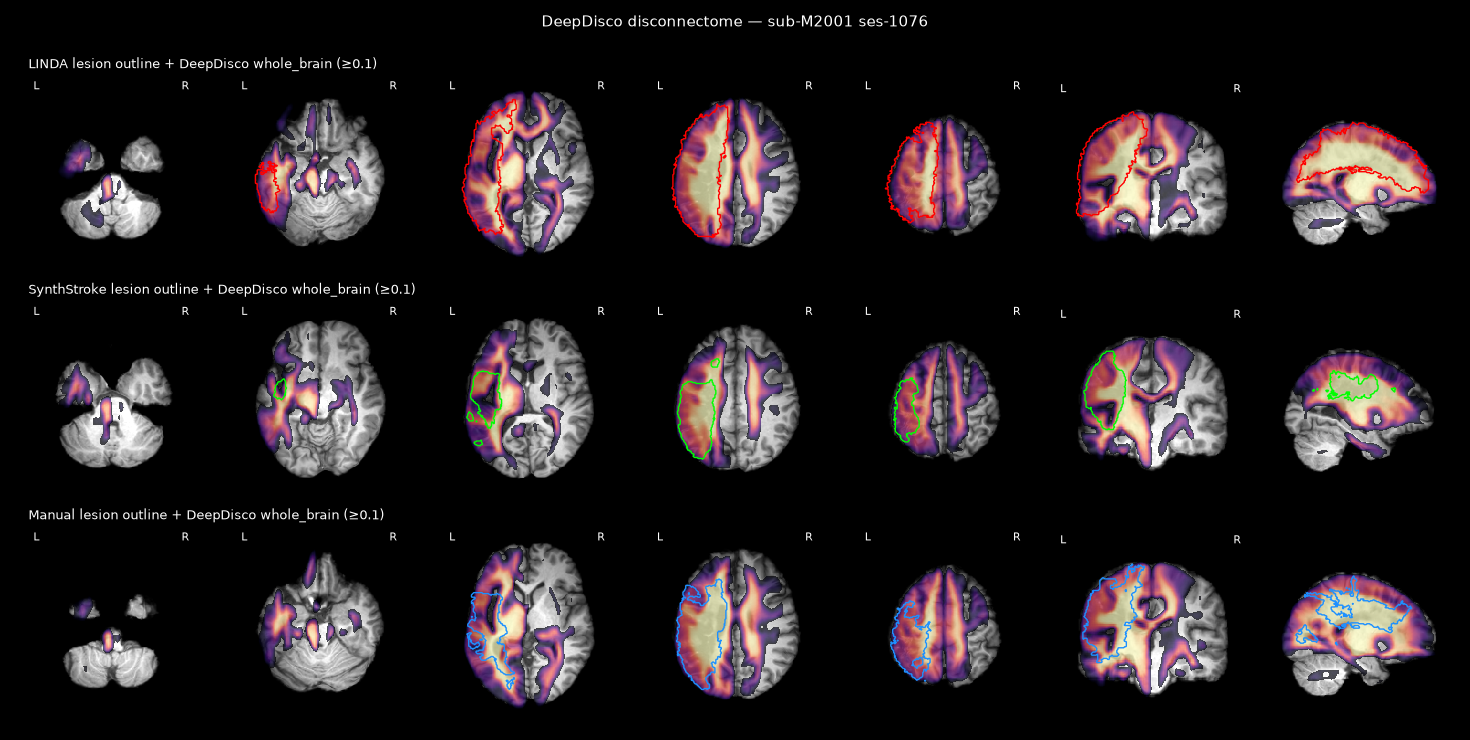 DeepDisco disconnectome — sub-M2001 ses-1076
LINDA lesion outline + DeepDisco whole_brain (≥0.1)
L R L R L R L R L R L R
SynthStroke lesion outline + DeepDisco whole_brain (≥0.1)
L R L R L R L R L R L R
Manual lesion outline + DeepDisco whole_brain (≥0.1)
L R L R L R L R L R L R